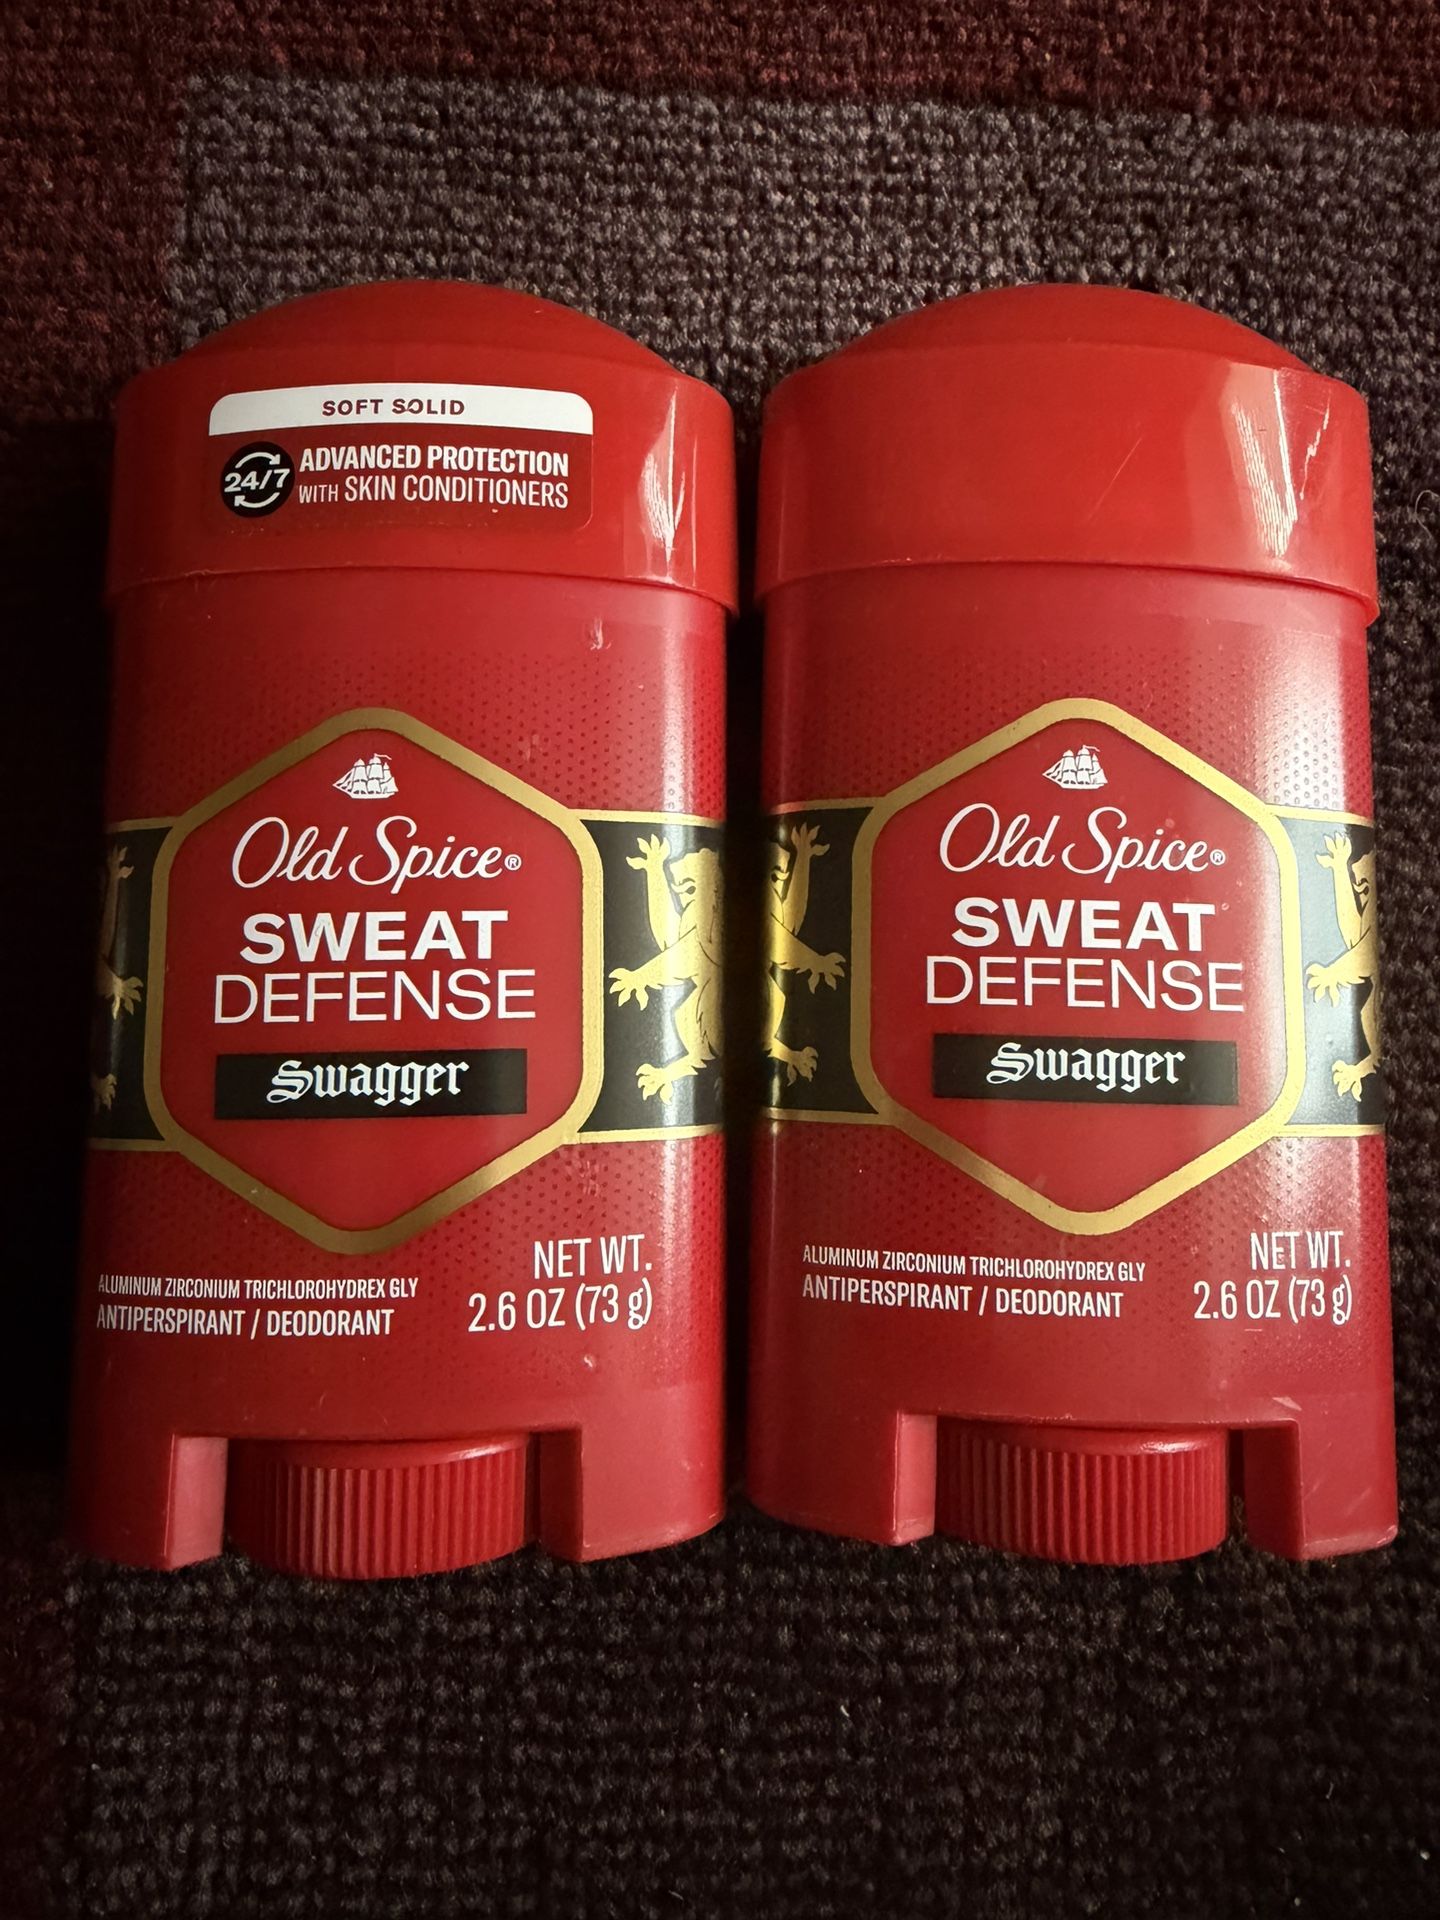 SOFT SOLID
24/7
ADVANCED PROTECTION
WITH SKIN CONDITIONERS
Old Spice®
SWEAT
DEFENSE
Swagger
ALUMINUM ZIRCONIUM TRICHLOROHYDREX GLY
ANTIPERSPIRANT / DEODORANT
NET WT.
2.6 OZ (73 g)
Old Spice®
SWEAT
DEFENSE
Swagger
ALUMINUM ZIRCONIUM TRICHLOROHYDREX GLY
ANTIPERSPIRANT / DEODORANT
NET WT.
2.6 OZ (73 g)